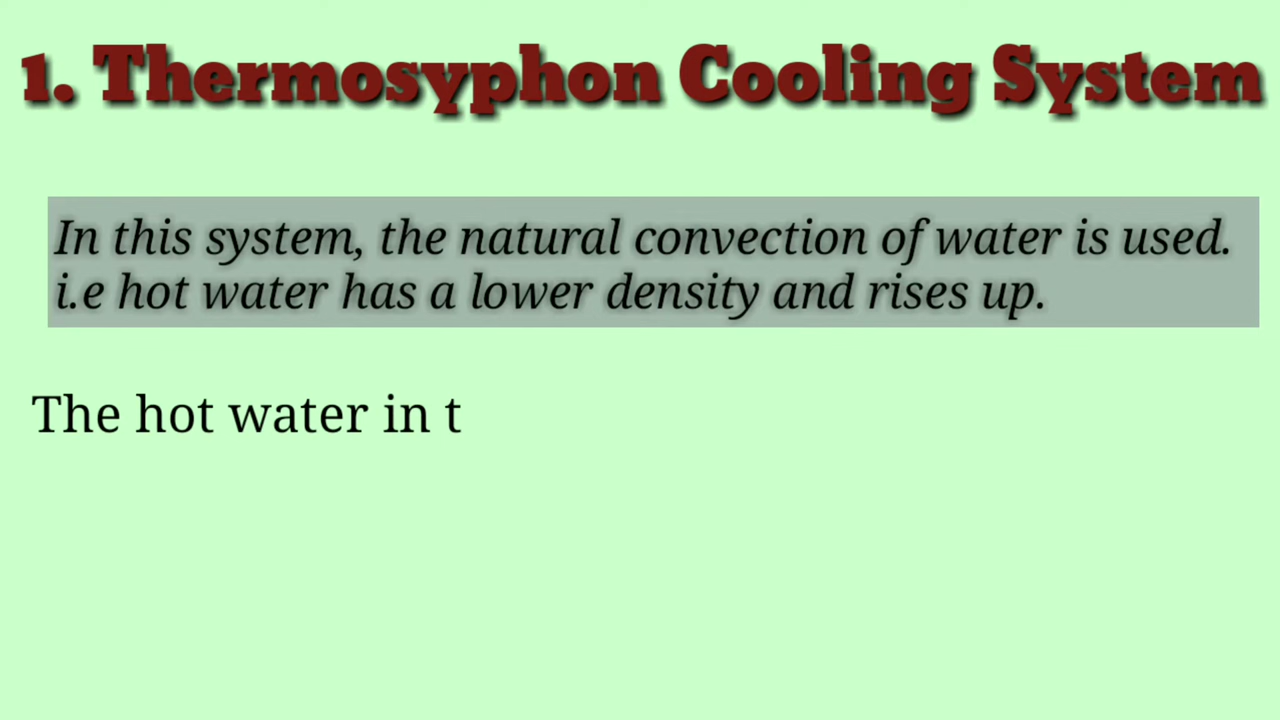 1. Thermosyphon Cooling System
In this system, the natural convection of water is used.
i.e hot water has a lower density and rises up.
The hot water in t